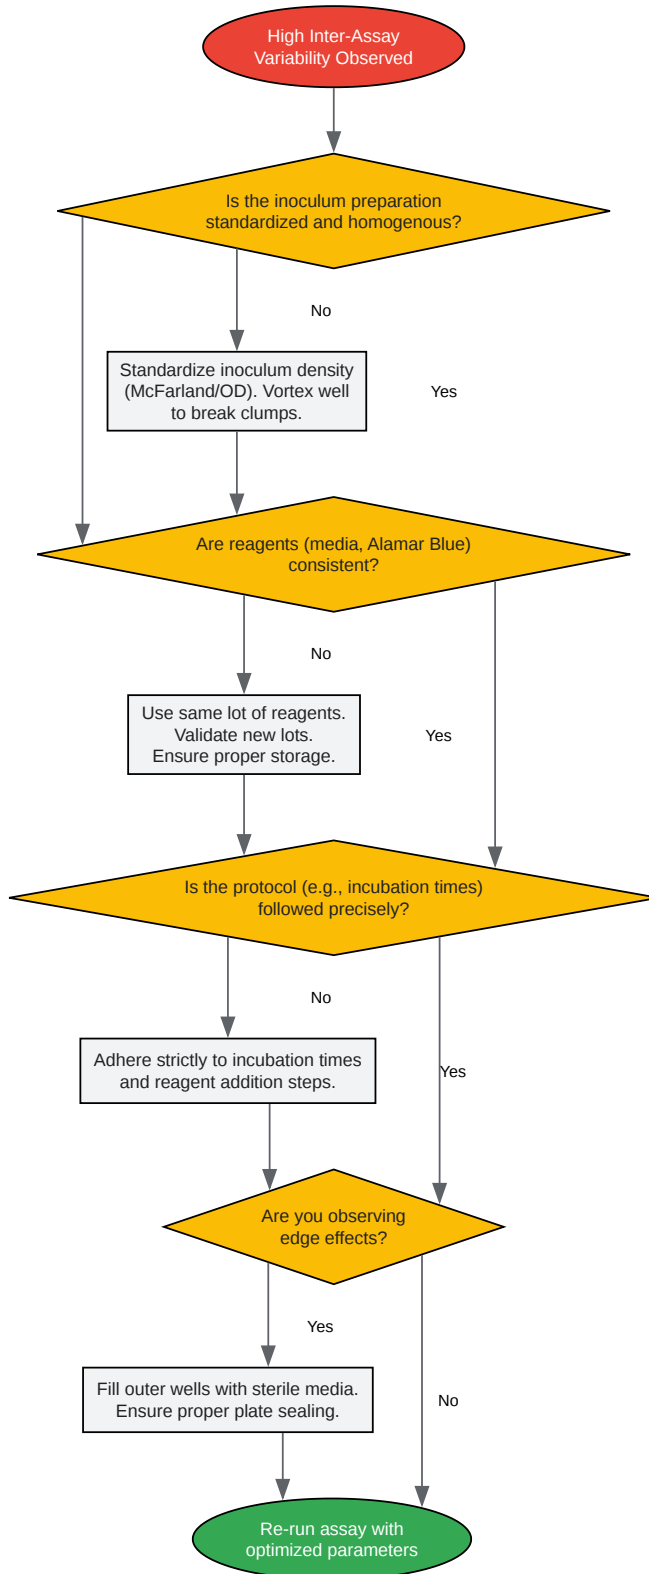 High Inter-Assay
Variability Observed
Is the inoculum preparation
standardized and homogenous?
No
Standardize inoculum density
(McFarland/OD). Vortex well
to break clumps.
Yes
Are reagents (media, Alamar Blue)
consistent?
No
Use same lot of reagents.
Validate new lots.
Ensure proper storage.
Yes
Is the protocol (e.g., incubation times)
followed precisely?
No
Adhere strictly to incubation times
and reagent addition steps.
Yes
Are you observing
edge effects?
Yes
Fill outer wells with sterile media.
Ensure proper plate sealing.
No
Re-run assay with
optimized parameters